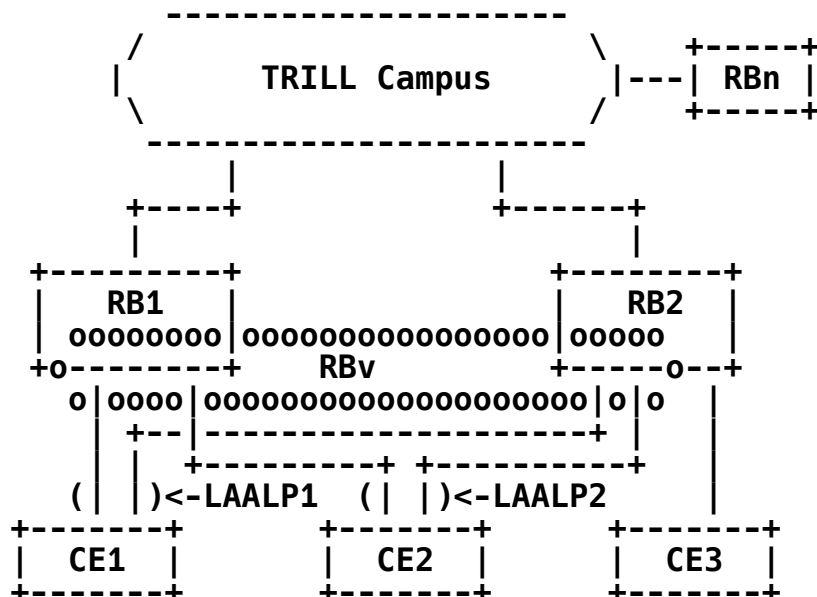 TRILL Campus
RBn
RB1
RB2
RBv
LAALP1
LAALP2
CE1
CE2
CE3